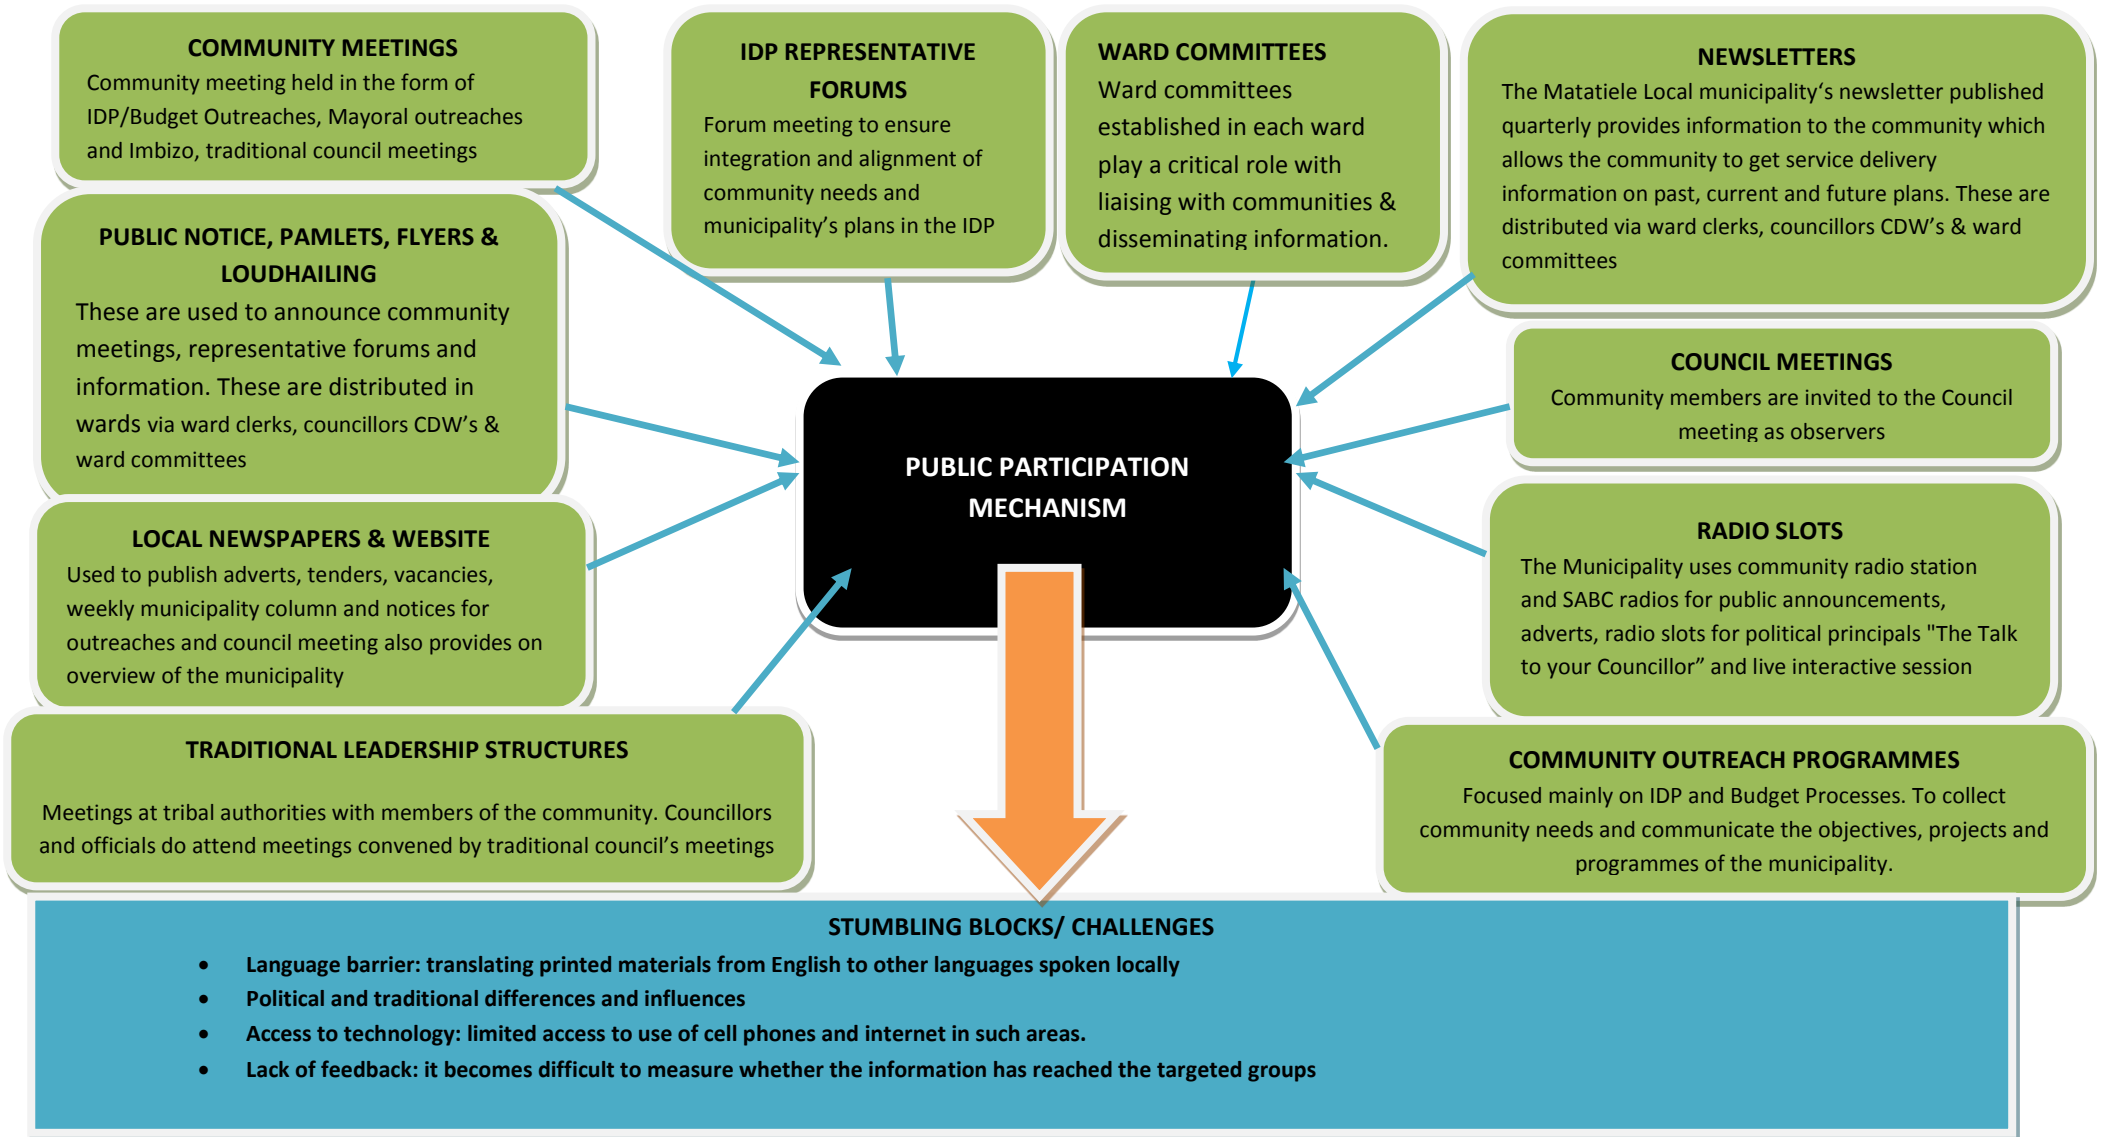 COMMUNITY MEETINGS
Community meeting held in the form of
IDP/Budget Outreaches, Mayoral outreaches
and Imbizo, traditional council meetings
IDP REPRESENTATIVE
FORUMS
Forum meeting to ensure
integration and alignment of
community needs and
municipality’s plans in the IDP
WARD COMMITTEES
Ward committees
established in each ward
play a critical role with
liaising with communities &
disseminating information.
NEWSLETTERS
The Matatiele Local municipality‘s newsletter published
quarterly provides information to the community which
allows the community to get service delivery
information on past, current and future plans. These are
distributed via ward clerks, councillors CDW’s & ward
committees
PUBLIC NOTICE, PAMLETS, FLYERS &
LOUDHAILING
These are used to announce community
meetings, representative forums and
information. These are distributed in
wards via ward clerks, councillors CDW’s &
ward committees
COUNCIL MEETINGS
Community members are invited to the Council
meeting as observers
PUBLIC PARTICIPATION
MECHANISM
LOCAL NEWSPAPERS & WEBSITE
Used to publish adverts, tenders, vacancies,
weekly municipality column and notices for
outreaches and council meeting also provides on
overview of the municipality
RADIO SLOTS
The Municipality uses community radio station
and SABC radios for public announcements,
adverts, radio slots for political principals "The Talk
to your Councillor” and live interactive session
TRADITIONAL LEADERSHIP STRUCTURES
Meetings at tribal authorities with members of the community. Councillors
and officials do attend meetings convened by traditional council’s meetings
COMMUNITY OUTREACH PROGRAMMES
Focused mainly on IDP and Budget Processes. To collect
community needs and communicate the objectives, projects and
programmes of the municipality.
STUMBLING BLOCKS/ CHALLENGES
• Language barrier: translating printed materials from English to other languages spoken locally
• Political and traditional differences and influences
• Access to technology: limited access to use of cell phones and internet in such areas.
• Lack of feedback: it becomes difficult to measure whether the information has reached the targeted groups